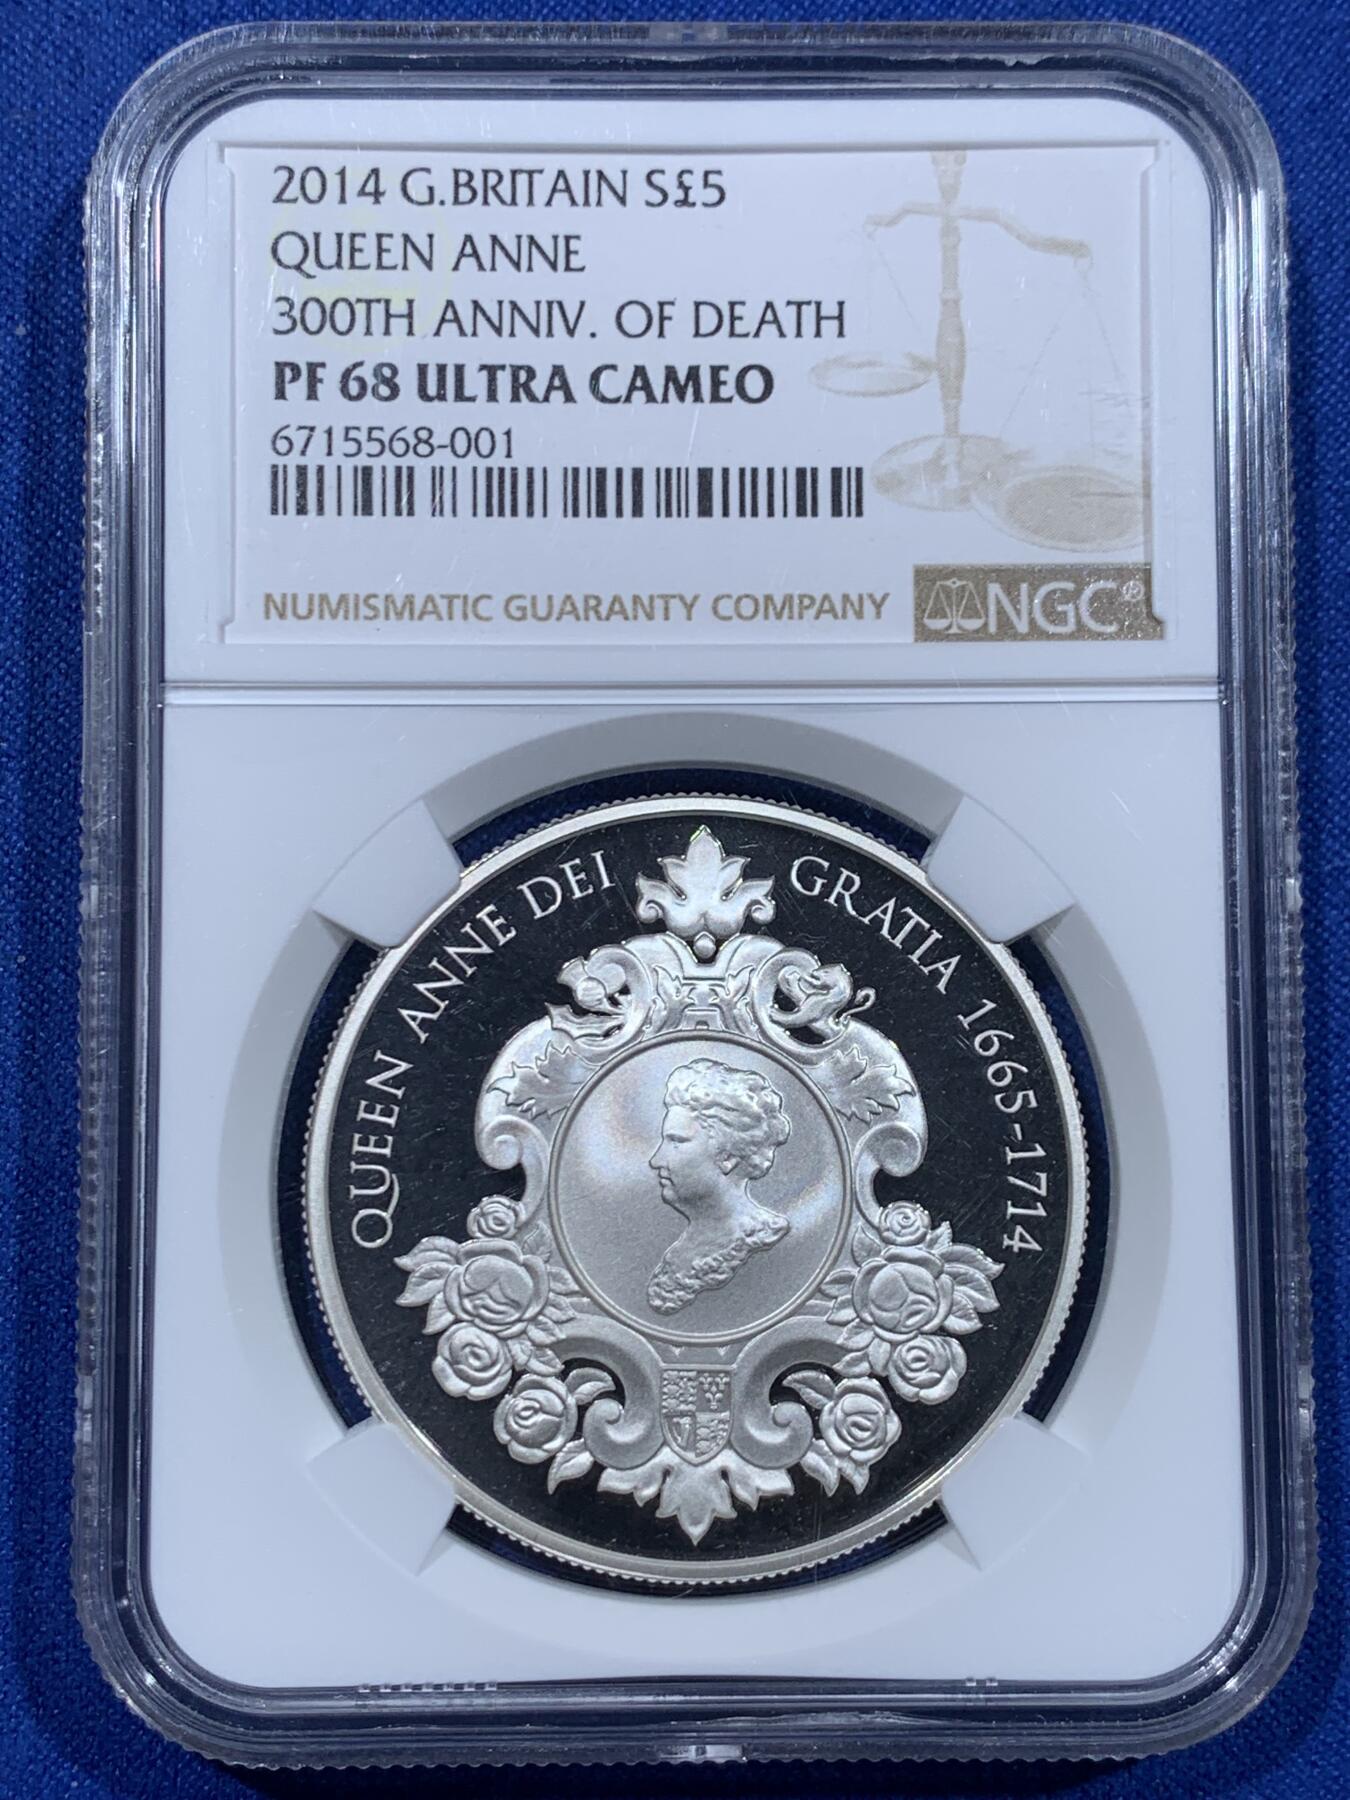 2014 G.BRITAIN S£5
QUEEN ANNE
300TH ANNIV. OF DEATH
PF 68 ULTRA CAMEO
6715568-001
NUMISMATIC GUARANTY COMPANY
NGC®
QUEEN ANNE DEI GRATIA 1665-1714